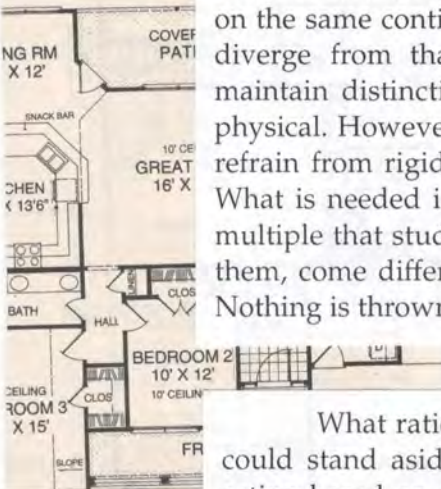 on the same conti
diverge from tha
maintain distincti
physical. Howeve
refrain from rigid
What is needed i
multiple that stuc
them, come differ
Nothing is thrown
What ratio
could stand asid
NG RM
X 12'
COVER
PATI
SNACK BAR
10' CE
GREAT
16' X
CHEN
X 13'6"
LINEN
CLOS
BATH
HALL
BEDROOM 2
10' X 12'
10' CEILIN
CEILING
ROOM 3
X 15'
CLOS
SLOPE
FR